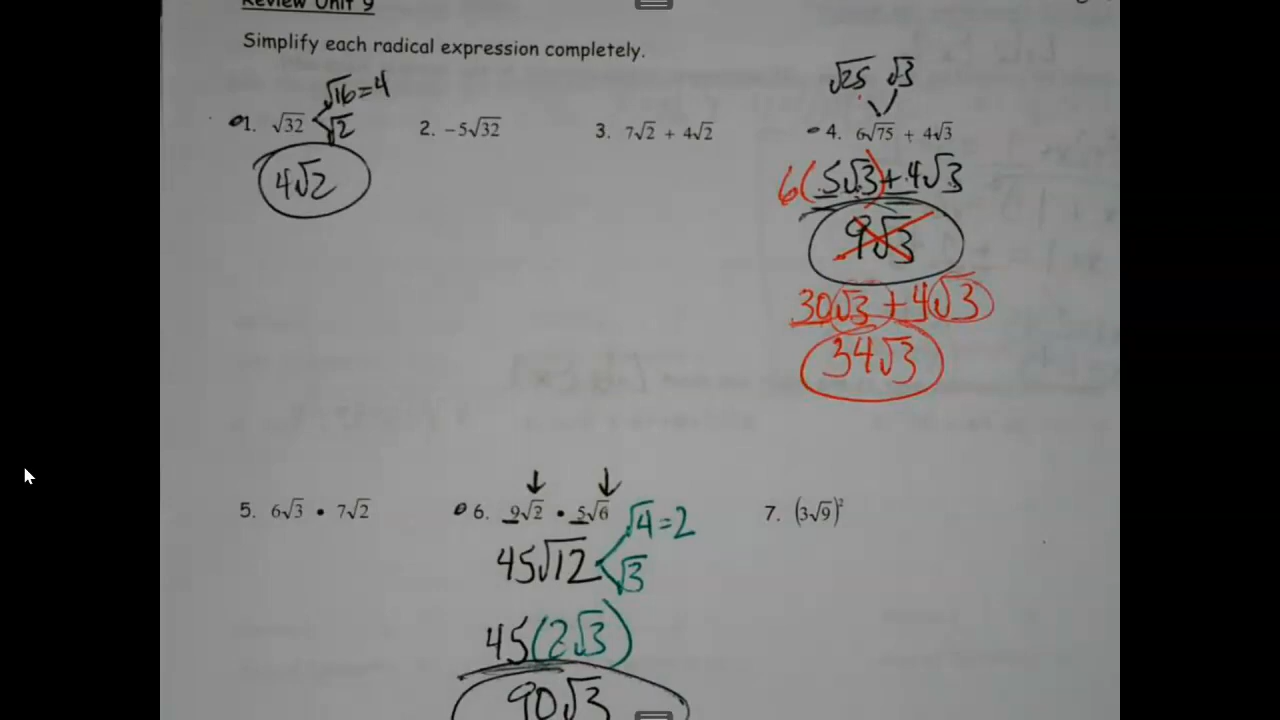 Review Unit 9
Simplify each radical expression completely.
√25 √3
√16=4
1. √32
√2
2. -5√32
3. 7√2 + 4√2
4. 6√75 + 4√3
4√2
6(5√3)+4√3
9√3
30√3+4√3
34√3
5. 6√3 • 7√2
6. 9√2 • 5√6
7. (3√9)²
√4=2
45√12
√3
45(2√3)
90√3